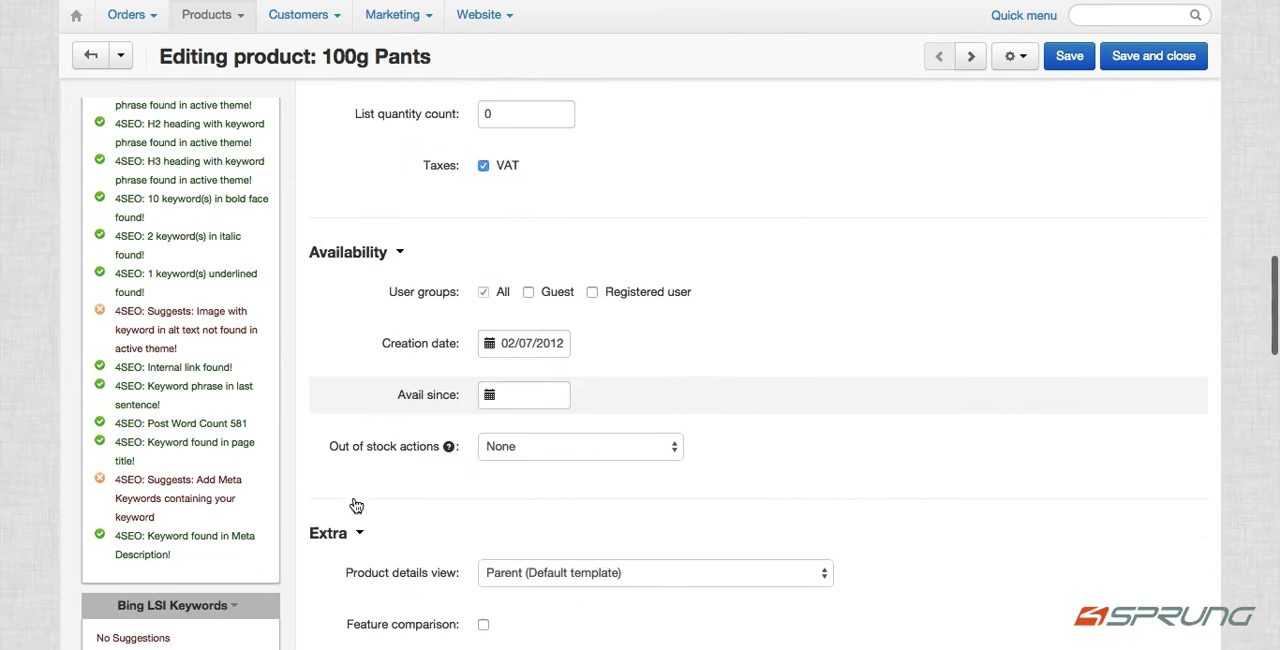 Orders
Products
Customers
Marketing
Website
Quick menu
Editing product: 100g Pants
Save
Save and close
phrase found in active theme!
4SEO: H2 heading with keyword
phrase found in active theme!
4SEO: H3 heading with keyword
phrase found in active theme!
4SEO: 10 keyword(s) in bold face
found!
4SEO: 2 keyword(s) in italic
found!
4SEO: 1 keyword(s) underlined
found!
4SEO: Suggests: Image with
keyword in alt text not found in
active theme!
4SEO: Internal link found!
4SEO: Keyword phrase in last
sentence!
4SEO: Post Word Count 581
4SEO: Keyword found in page
title!
4SEO: Suggests: Add Meta
Keywords containing your
keyword
4SEO: Keyword found in Meta
Description!
Bing LSI Keywords
No Suggestions
List quantity count: 0
Taxes: VAT
Availability
User groups: All Guest Registered user
Creation date: 02/07/2012
Avail since:
Out of stock actions ?: None
Extra
Product details view: Parent (Default template)
Feature comparison:
4SPRUNG